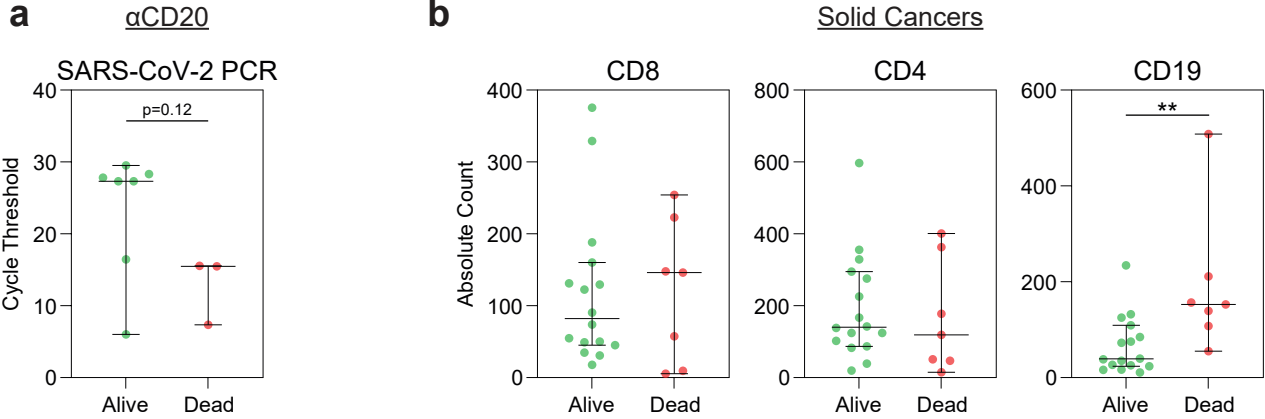 a
αCD20
SARS-CoV-2 PCR
Cycle Threshold
40
30
20
10
0
p=0.12
Alive
Dead
b
Solid Cancers
CD8
Absolute Count
400
300
200
100
0
Alive
Dead
CD4
800
600
400
200
0
Alive
Dead
CD19
600
400
200
0
**
Alive
Dead